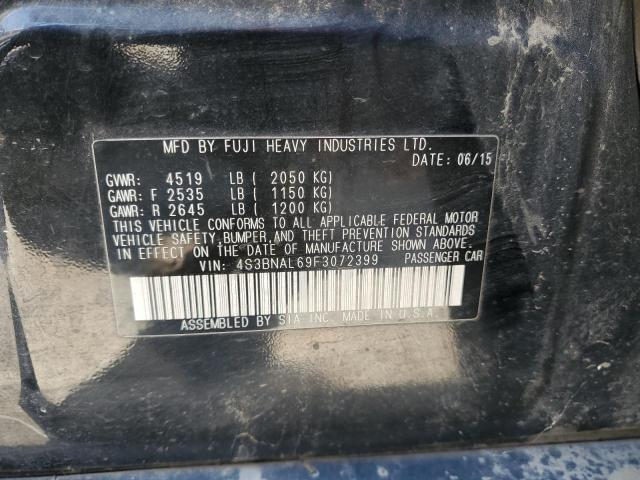 MFD BY FUJI HEAVY INDUSTRIES LTD.
DATE: 06/15
GVWR: 4519 LB ( 2050 KG)
GAWR: F 2535 LB ( 1150 KG)
GAWR: R 2645 LB ( 1200 KG)
THIS VEHICLE CONFORMS TO ALL APPLICABLE FEDERAL MOTOR
VEHICLE SAFETY, BUMPER, AND THEFT PREVENTION STANDARDS
IN EFFECT ON THE DATE OF MANUFACTURE SHOWN ABOVE.
VIN: 4S3BNAL69F3072399 PASSENGER CAR
ASSEMBLED BY SIA INC. MADE IN U.S.A.